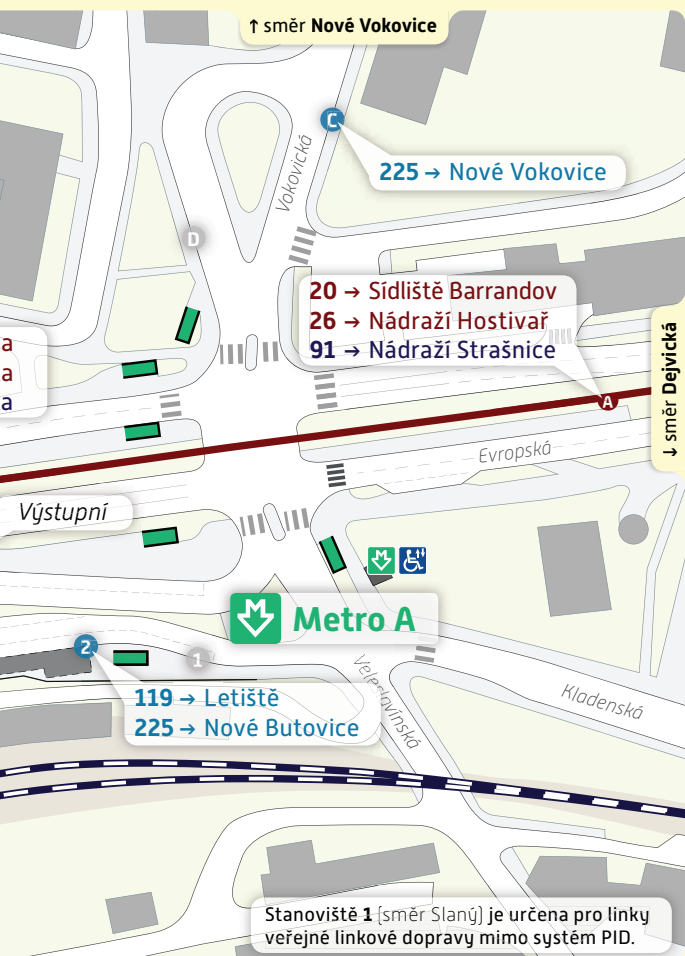 ↑ směr Nové Vokovice
C
225 → Nové Vokovice
Vokovická
D
20 → Sídliště Barrandov
26 → Nádraží Hostivař
91 → Nádraží Strašnice
a
a
a
A
↓ směr Dejvická
Evropská
Výstupní
Metro A
2
1
119 → Letiště
225 → Nové Butovice
Veleslavínská
Kladenská
Stanoviště 1 (směr Slaný) je určena pro linky
veřejné linkové dopravy mimo systém PID.